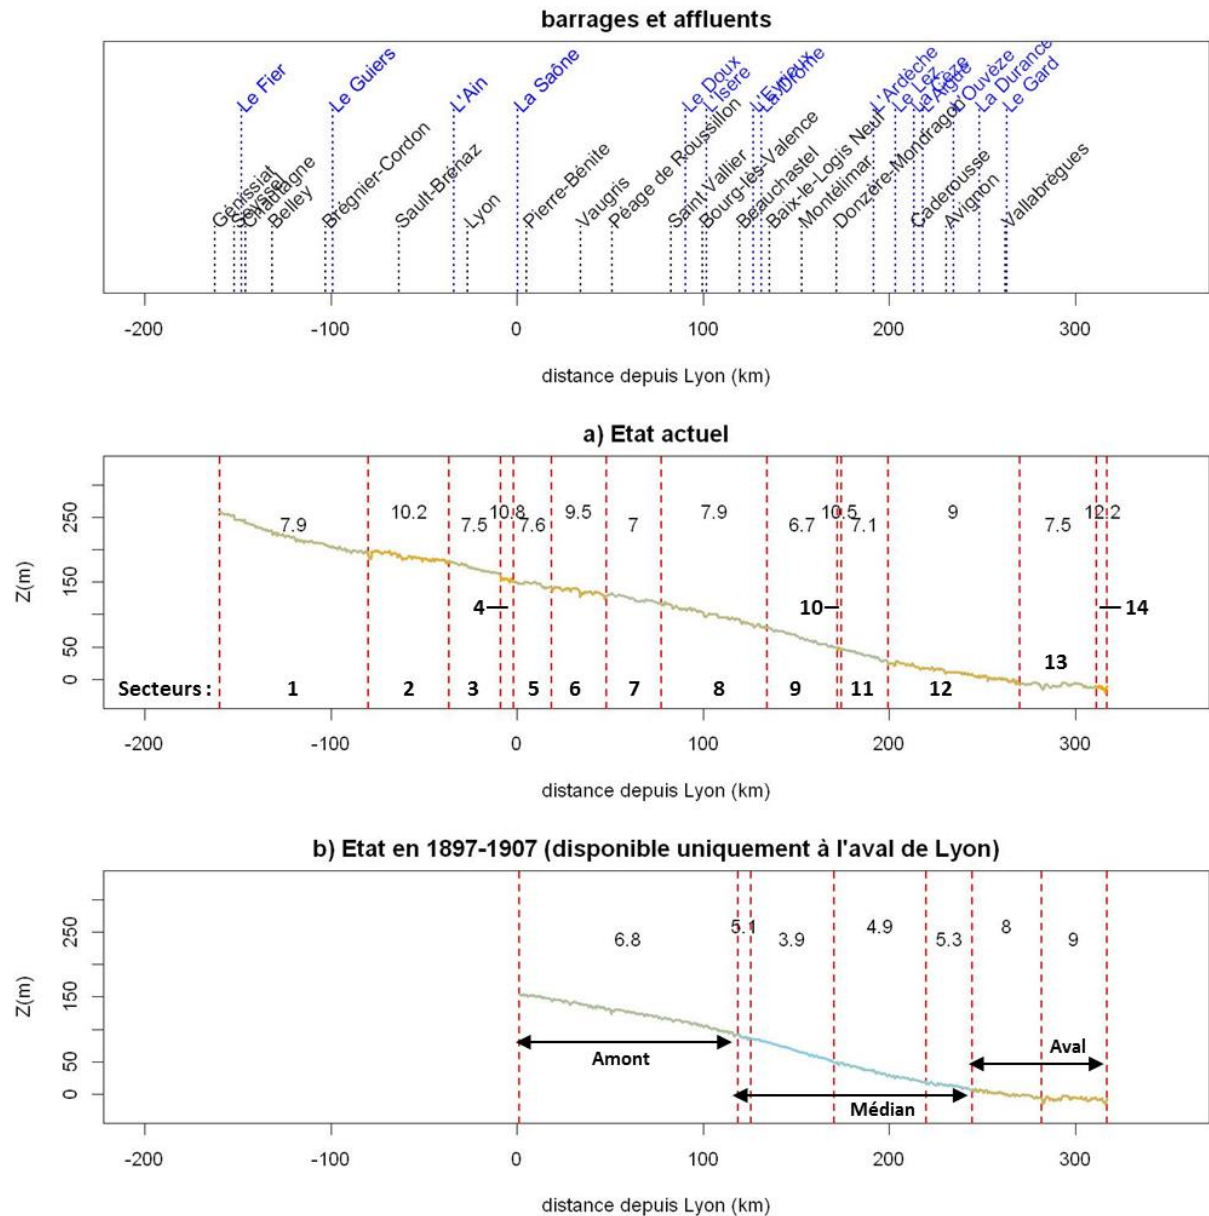 barrages et affluents
Le Fier
Le Guiers
L'Ain
La Saône
Le Doux
L'Isère
L'Eyrieux
La Drôme
L'Ardèche
Le Lez
La Cèze
L'Aigue
L'Ouvèze
La Durance
Le Gard
Génissiat
Seyssel
Chautagne
Belley
Brégnier-Cordon
Sault-Brénaz
Lyon
Pierre-Bénite
Vaugris
Péage de Roussillon
Saint Vallier
Bourg-lès-Valence
Beauchastel
Baix-le-Logis Neuf
Montélimar
Donzère-Mondragon
Caderousse
Avignon
Vallabrègues
-200 -100 0 100 200 300
distance depuis Lyon (km)
a) Etat actuel
Z(m)
250
150
50
0
7.9 10.2 7.5 10.8 7.6 9.5 7 7.9 6.7 10.5 7.1 9 7.5 12.2
4 10 14
13
Secteurs : 1 2 3 5 6 7 8 9 11 12
-200 -100 0 100 200 300
distance depuis Lyon (km)
b) Etat en 1897-1907 (disponible uniquement à l'aval de Lyon)
Z(m)
250
150
50
0
6.8 5.1 3.9 4.9 5.3 8 9
Amont
Médian
Aval
-200 -100 0 100 200 300
distance depuis Lyon (km)